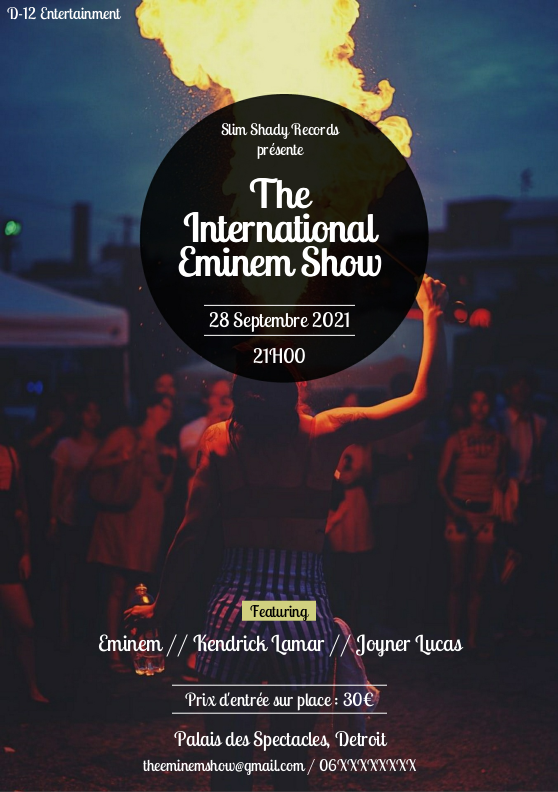 D-12 Entertainment
Slim Shady Records
présente
The
International
Eminem Show
28 Septembre 2021
21H00
Featuring
Eminem // Kendrick Lamar // Joyner Lucas
Prix d'entrée sur place : 30€
Palais des Spectacles, Detroit
theeminemshow@gmail.com / 06XXXXXXXX